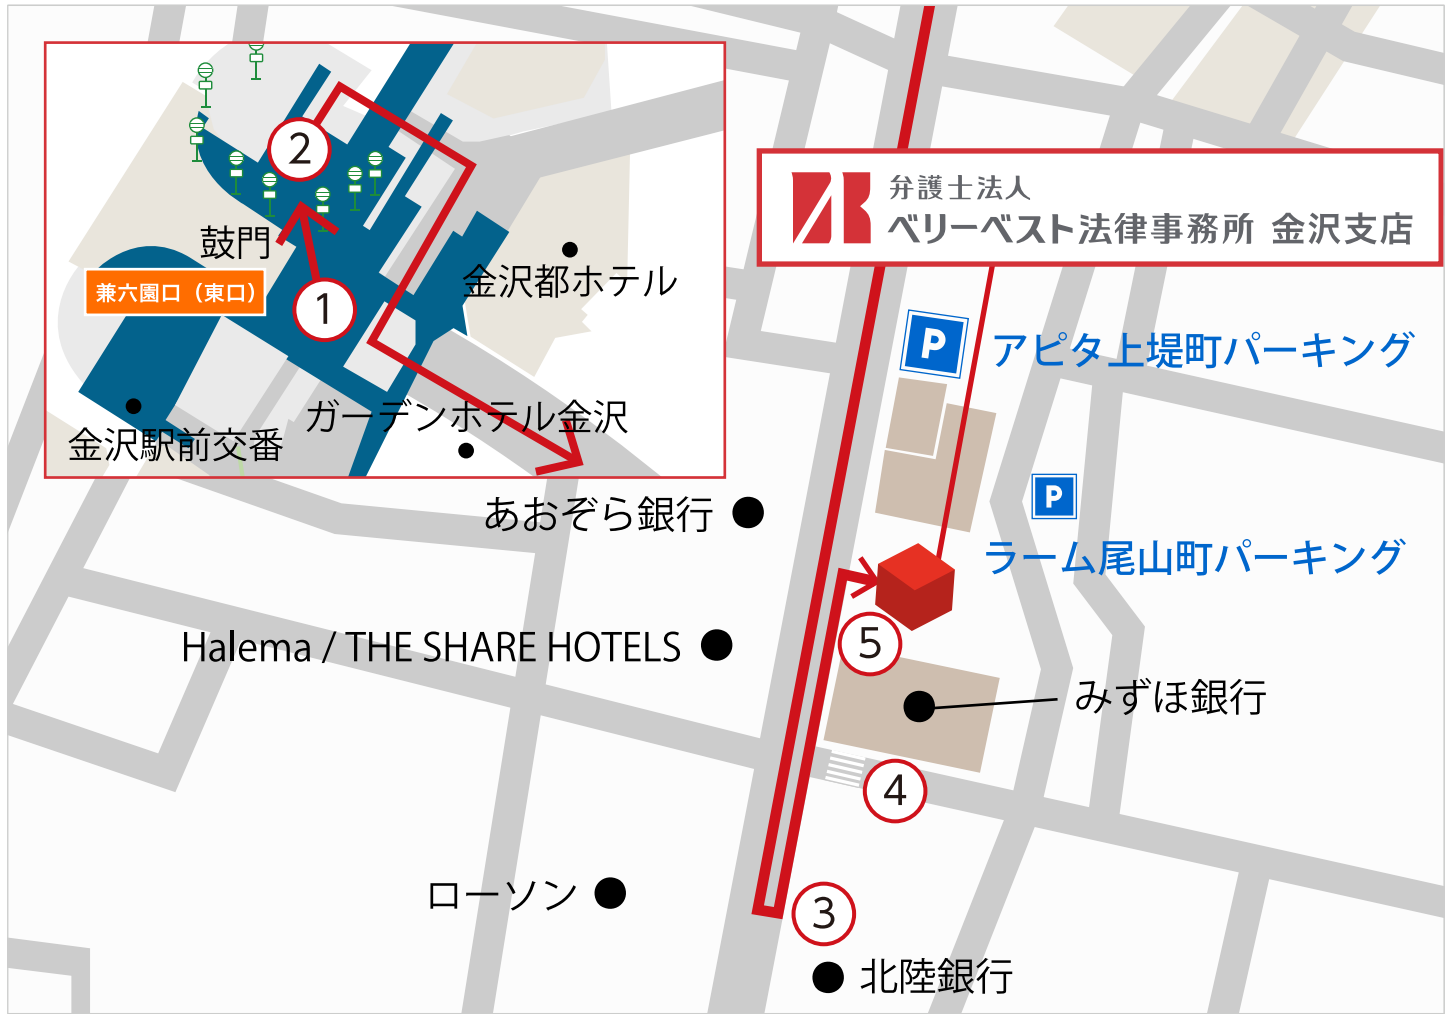 2
鼓門
兼六園口（東口）
1
金沢都ホテル
ガーデンホテル金沢
金沢駅前交番
弁護士法人
ベリーベスト法律事務所 金沢支店
P
アピタ上堤町パーキング
P
ラーム尾山町パーキング
あおぞら銀行
Halema / THE SHARE HOTELS
5
みずほ銀行
4
ローソン
3
北陸銀行